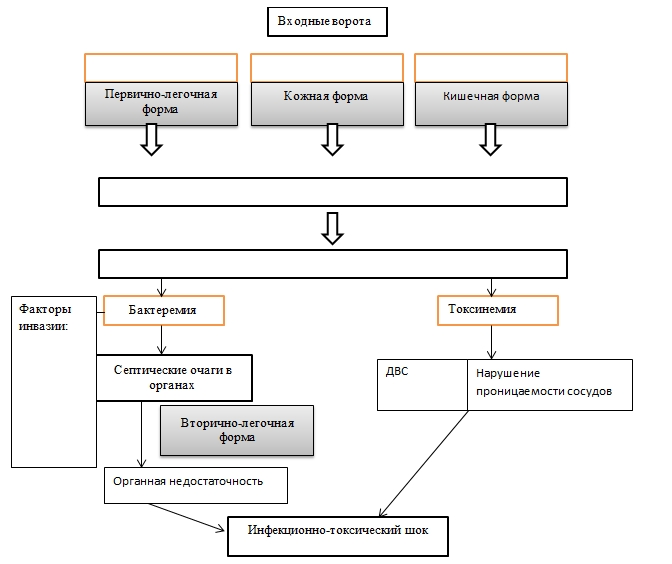 Входные ворота
Первично-легочная
форма
Кожная форма
Кишечная форма
Факторы
инвазии:
Бактеремия
Токсинемия
Септические очаги в
органах
ДВС
Нарушение
проницаемости сосудов
Вторично-легочная
форма
Органная недостаточность
Инфекционно-токсический шок